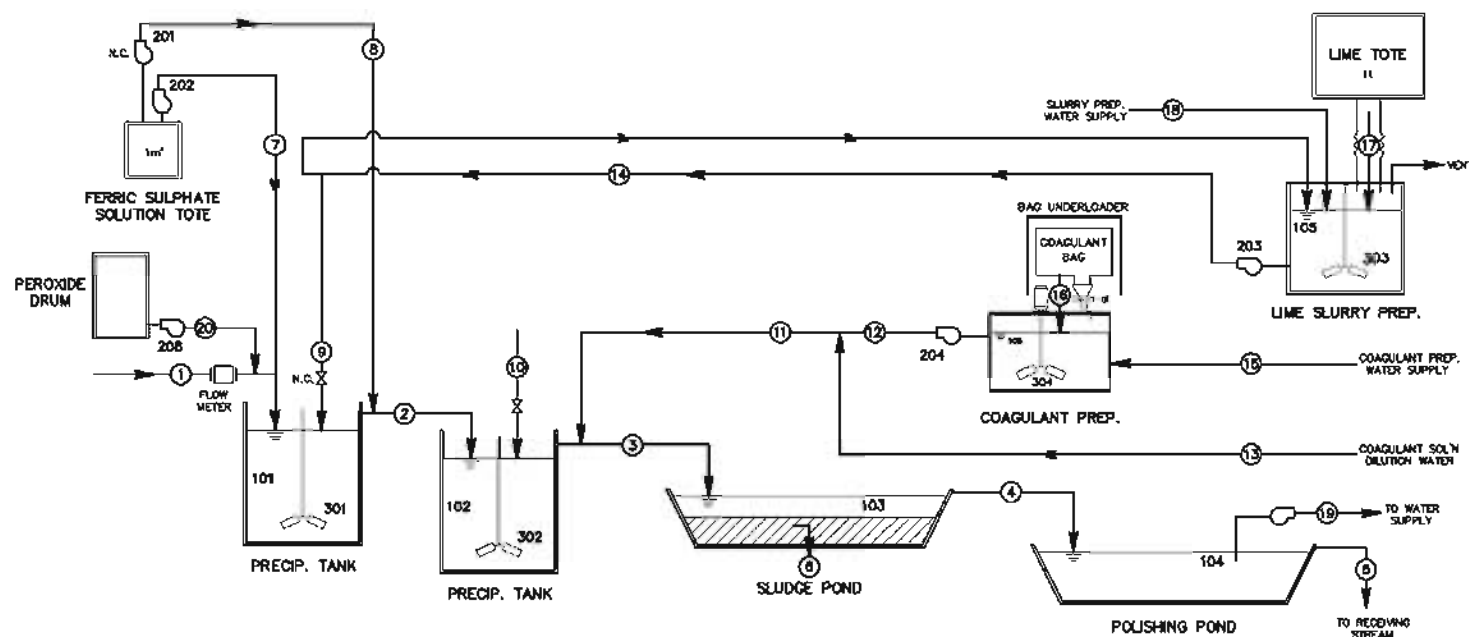 201
N.C.
8
202
1m³
7
FERRIC SULPHATE
SOLUTION TOTE
LIME TOTE
SLURRY PREP.
WATER SUPPLY
18
17
VENT
14
105
303
203
LIME SLURRY PREP.
BAG UNDERLOADER
COAGULANT
BAG
16
PEROXIDE
DRUM
208
20
9
N.C.
1
FLOW
METER
10
11
12
204
COAGULANT PREP.
15
COAGULANT PREP.
WATER SUPPLY
2
3
13
COAGULANT SOL'N
DILUTION WATER
101
301
PRECIP. TANK
102
302
PRECIP. TANK
103
4
SLUDGE POND
19
TO WATER
SUPPLY
104
POLISHING POND
TO RECEIVING
STREAM